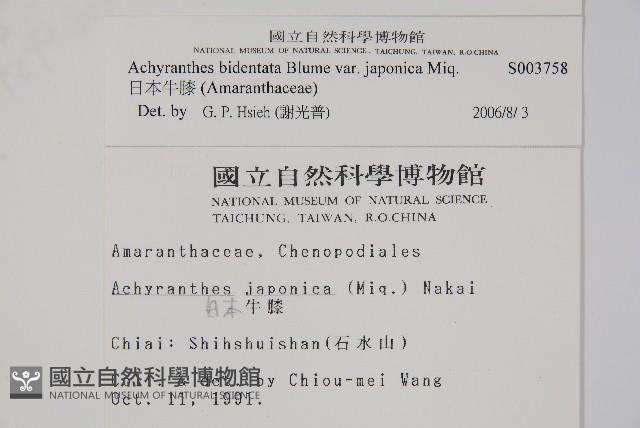 國立自然科學博物館
NATIONAL MUSEUM OF NATURAL SCIENCE, TAICHUNG, TAIWAN, R.O.CHINA
Achyranthes bidentata Blume var. japonica Miq. S003758
日本牛膝 (Amaranthaceae)
Det. by G. P. Hsieh (謝光普) 2006/8/ 3
國立自然科學博物館
NATIONAL MUSEUM OF NATURAL SCIENCE
TAICHUNG, TAIWAN, R.O.CHINA
Amaranthaceae, Chenopodiales
Achyranthes japonica (Miq.) Nakai
日本牛膝
Chiai: Shihshuishan(石水山)
det. by Chiou-mei Wang
Oct. 11, 1991.
國立自然科學博物館
NATIONAL MUSEUM OF NATURAL SCIENCE